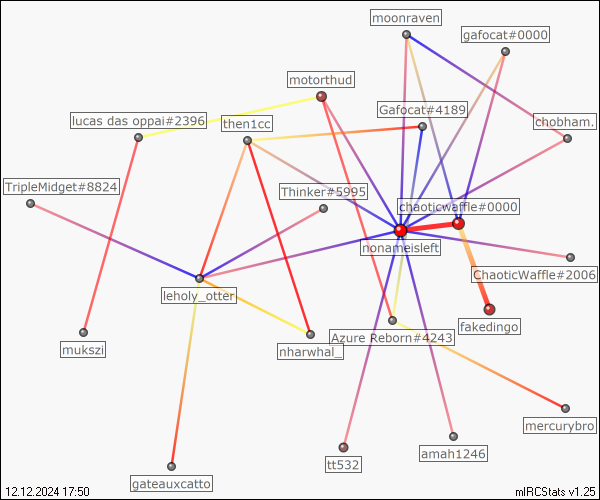 moonraven
gafocat#0000
motorthud
Gafocat#4189
lucas das oppai#2396
then1cc
chobham.
TripleMidget#8824
Thinker#5995
chaoticwaffle#0000
nonameisleft
ChaoticWaffle#2006
leholy_otter
fakedingo
Azure Reborn#4243
mukszi
nharwhal_
mercurybro
amah1246
tt532
gateauxcatto
12.12.2024 17:50
mIRCStats v1.25